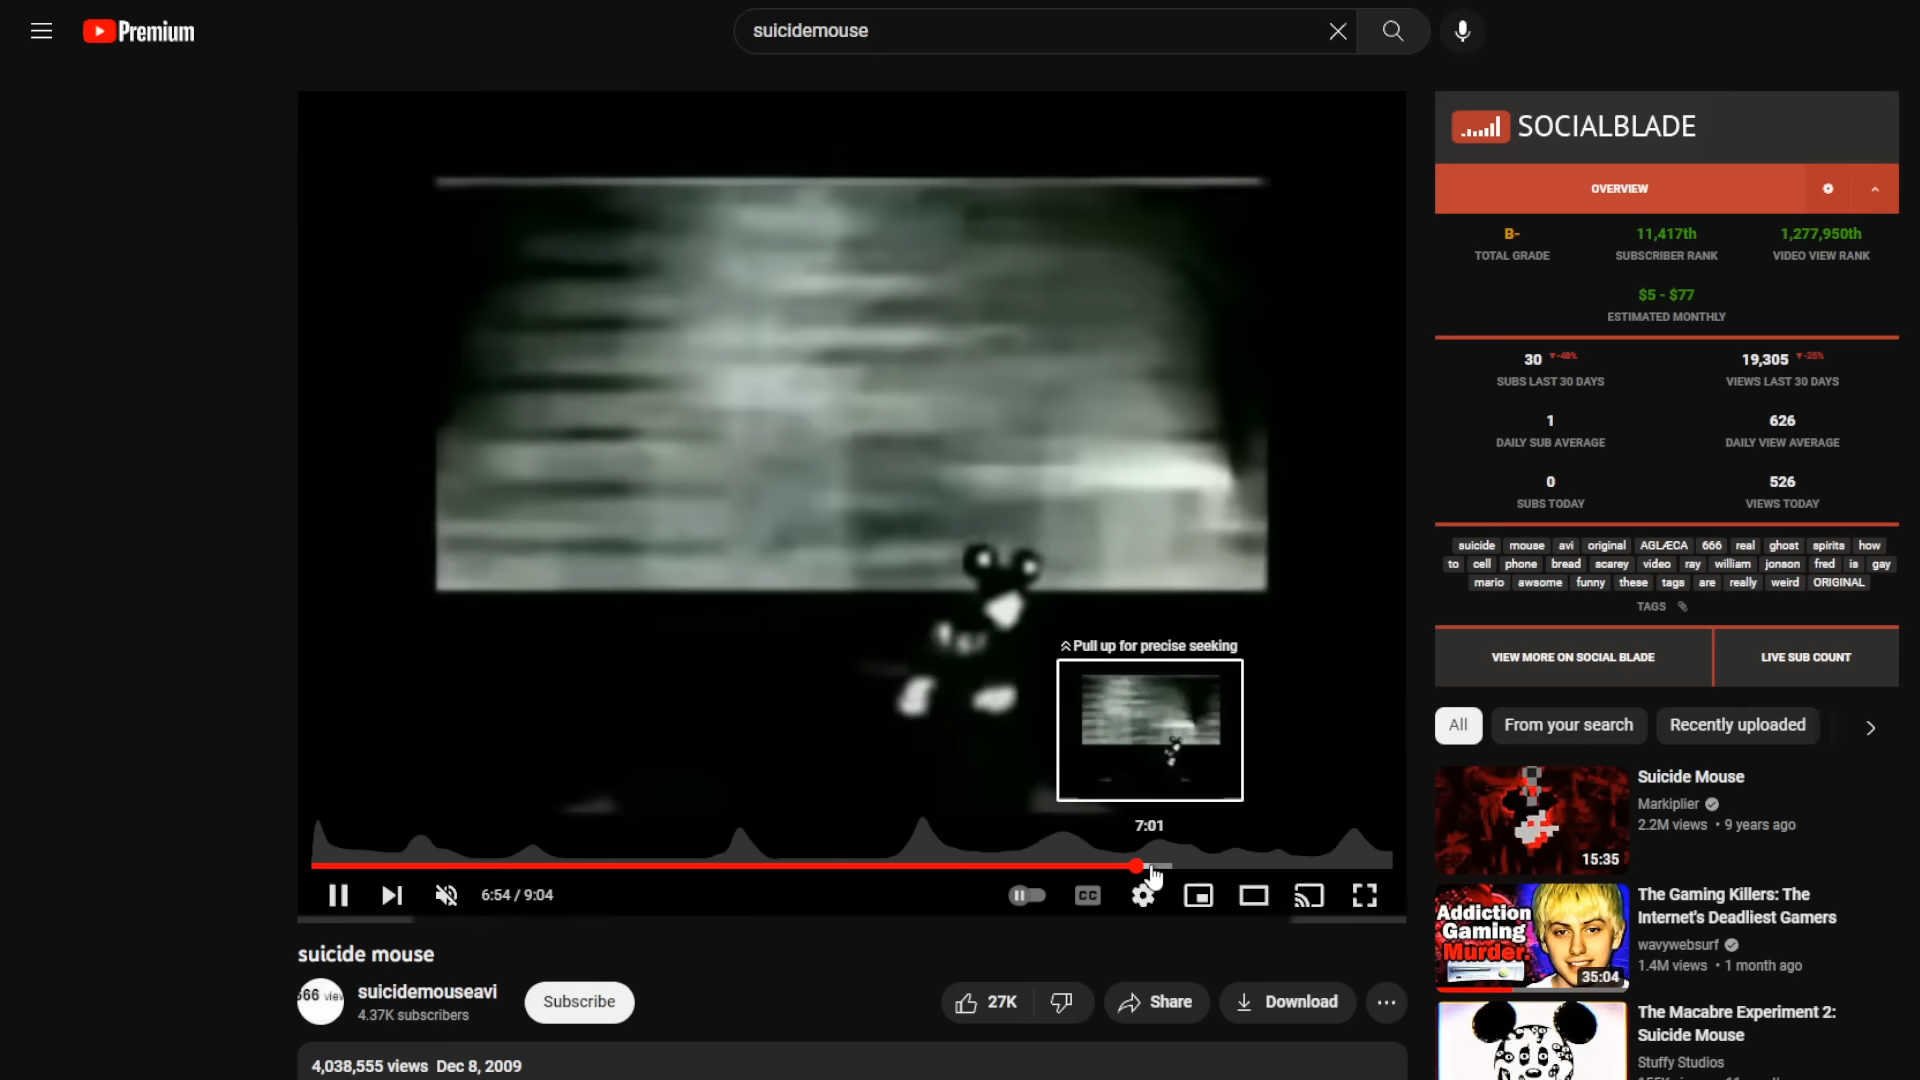 Premium
suicidemouse
SOCIALBLADE
OVERVIEW
B-
TOTAL GRADE
11,417th
SUBSCRIBER RANK
1,277,950th
VIDEO VIEW RANK
$5 - $77
ESTIMATED MONTHLY
30 ▼-48%
SUBS LAST 30 DAYS
19,305 ▼-25%
VIEWS LAST 30 DAYS
1
DAILY SUB AVERAGE
626
DAILY VIEW AVERAGE
0
SUBS TODAY
526
VIEWS TODAY
suicide mouse avi original AGLÆCA 666 real ghost spirits how
to cell phone bread scarey video ray william jonson fred is gay
mario awsome funny these tags are really weird ORIGINAL
TAGS
VIEW MORE ON SOCIAL BLADE
LIVE SUB COUNT
Pull up for precise seeking
7:01
6:54 / 9:04
CC
suicide mouse
suicidemouseavi
4.37K subscribers
Subscribe
27K
Share
Download
4,038,555 views Dec 8, 2009
All
From your search
Recently uploaded
Suicide Mouse
Markiplier
2.2M views • 9 years ago
15:35
Addiction
Gaming
Murder.
35:04
The Gaming Killers: The
Internet's Deadliest Gamers
wavywebsurf
1.4M views • 1 month ago
The Macabre Experiment 2:
Suicide Mouse
Stuffy Studios